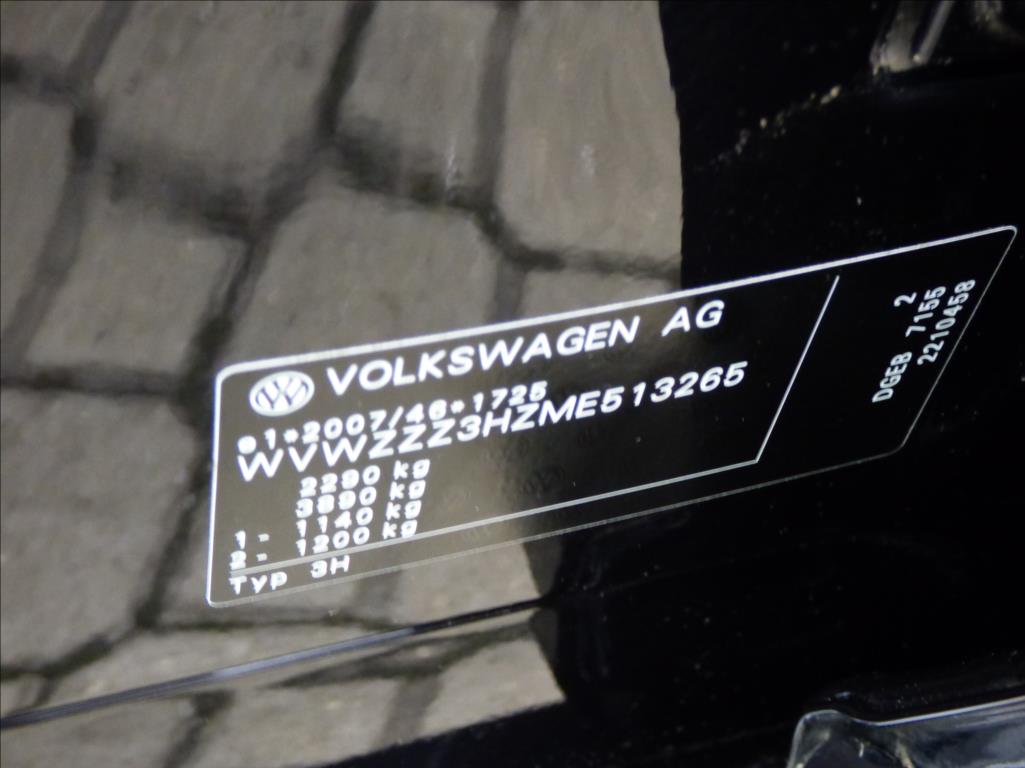 VOLKSWAGEN AG
e1*2007/46*1725
WVWZZZ3HZME513265
2290 kg
3890 kg
1- 1140 kg
2- 1200 kg
Typ 3H
2
DGEB 7155
2210458